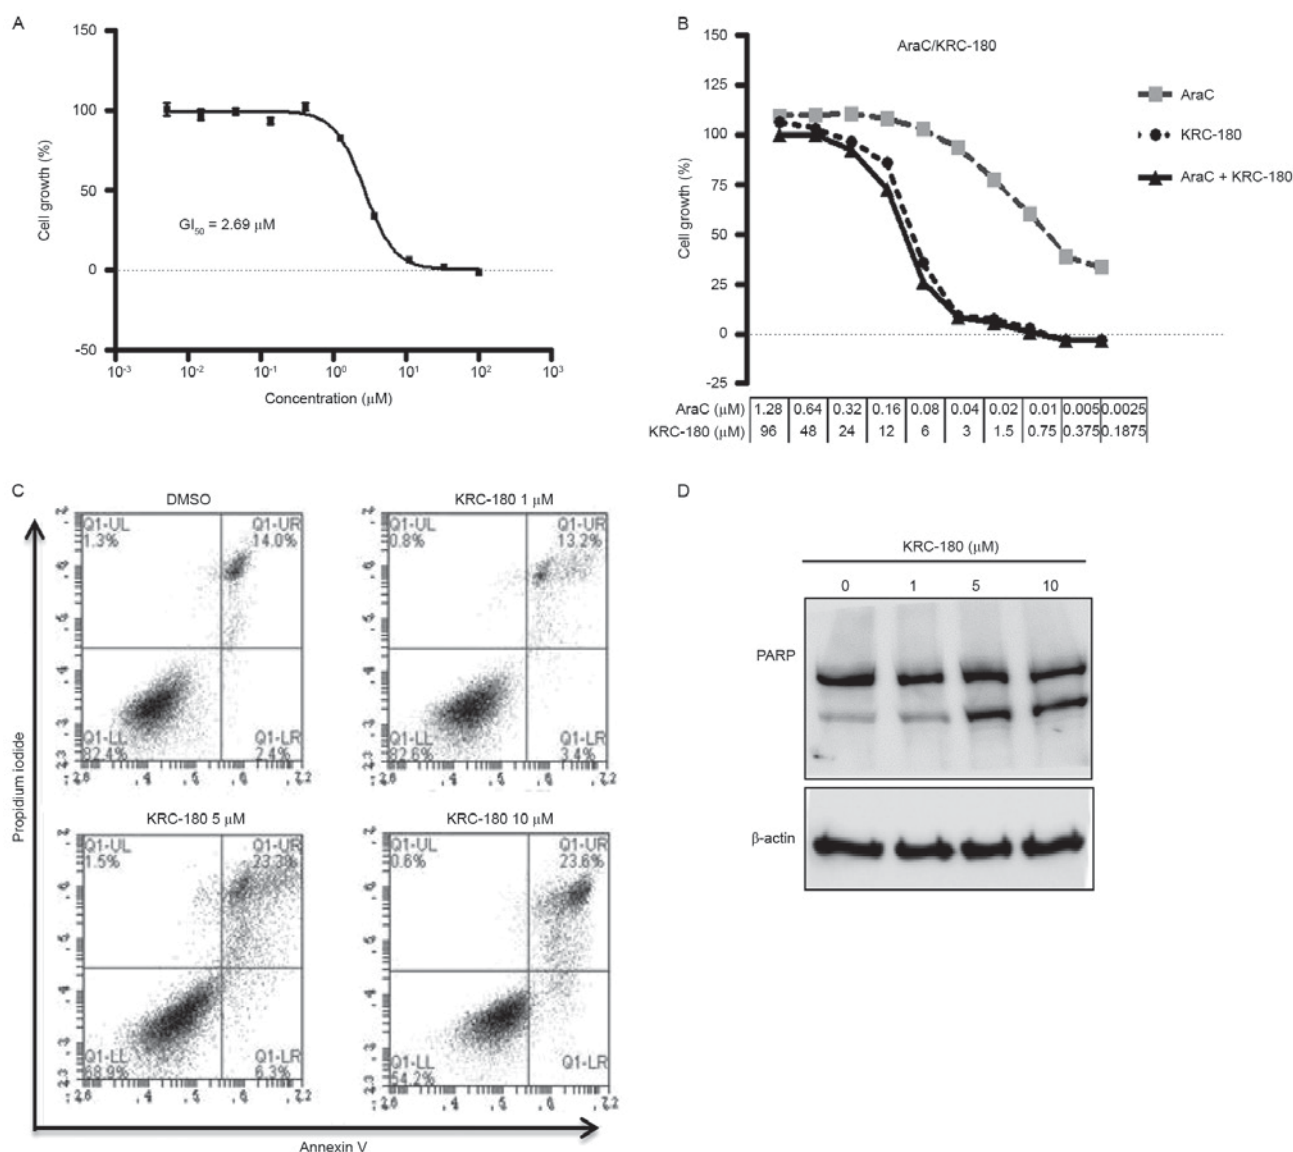 A
150
100
50
0
-50
Cell growth (%)
GI50 = 2.69 µM
10-3 10-2 10-1 100 101 102 103
Concentration (µM)
B
AraC/KRC-180
150
125
100
75
50
25
0
-25
Cell growth (%)
AraC
KRC-180
AraC + KRC-180
AraC (µM) 1.28 0.64 0.32 0.16 0.08 0.04 0.02 0.01 0.005 0.0025
KRC-180 (µM) 96 48 24 12 6 3 1.5 0.75 0.375 0.1875
C
Propidium iodide
DMSO
Q1-UL Q1-UR
1.3% 14.0%
Q1-LL Q1-LR
82.4% 2.4%
KRC-180 1 µM
Q1-UL Q1-UR
0.8% 13.2%
Q1-LL Q1-LR
82.6% 3.4%
KRC-180 5 µM
Q1-UL Q1-UR
1.5% 23.3%
Q1-LL Q1-LR
68.9% 6.3%
KRC-180 10 µM
Q1-UL Q1-UR
0.6% 23.6%
Q1-LL Q1-LR
54.2%
Annexin V
D
KRC-180 (µM)
0 1 5 10
PARP
β-actin